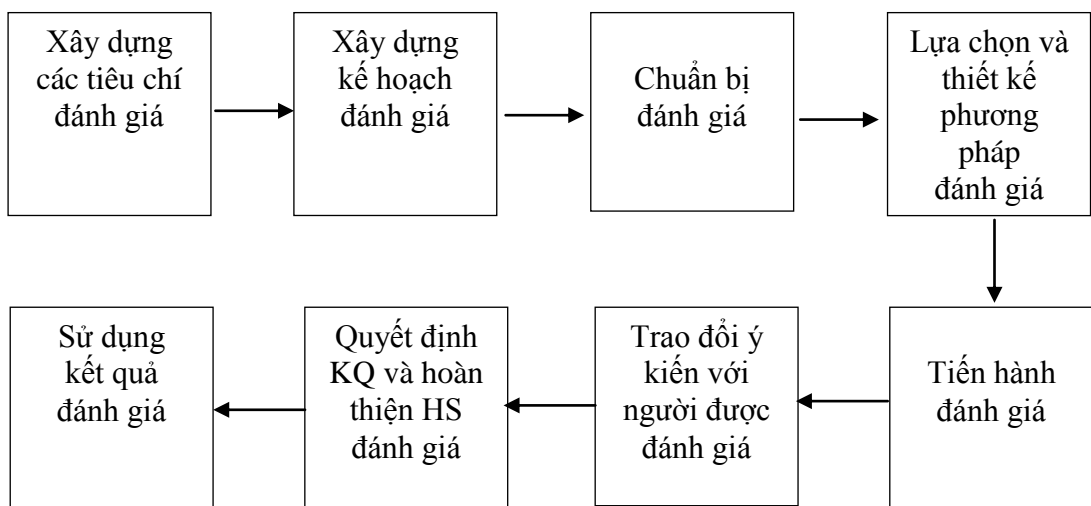 Xây dựng
các tiêu chí
đánh giá
Xây dựng
kế hoạch
đánh giá
Chuẩn bị
đánh giá
Lựa chọn và
thiết kế
phương
pháp
đánh giá
Tiến hành
đánh giá
Trao đổi ý
kiến với
người được
đánh giá
Quyết định
KQ và hoàn
thiện HS
đánh giá
Sử dụng
kết quả
đánh giá